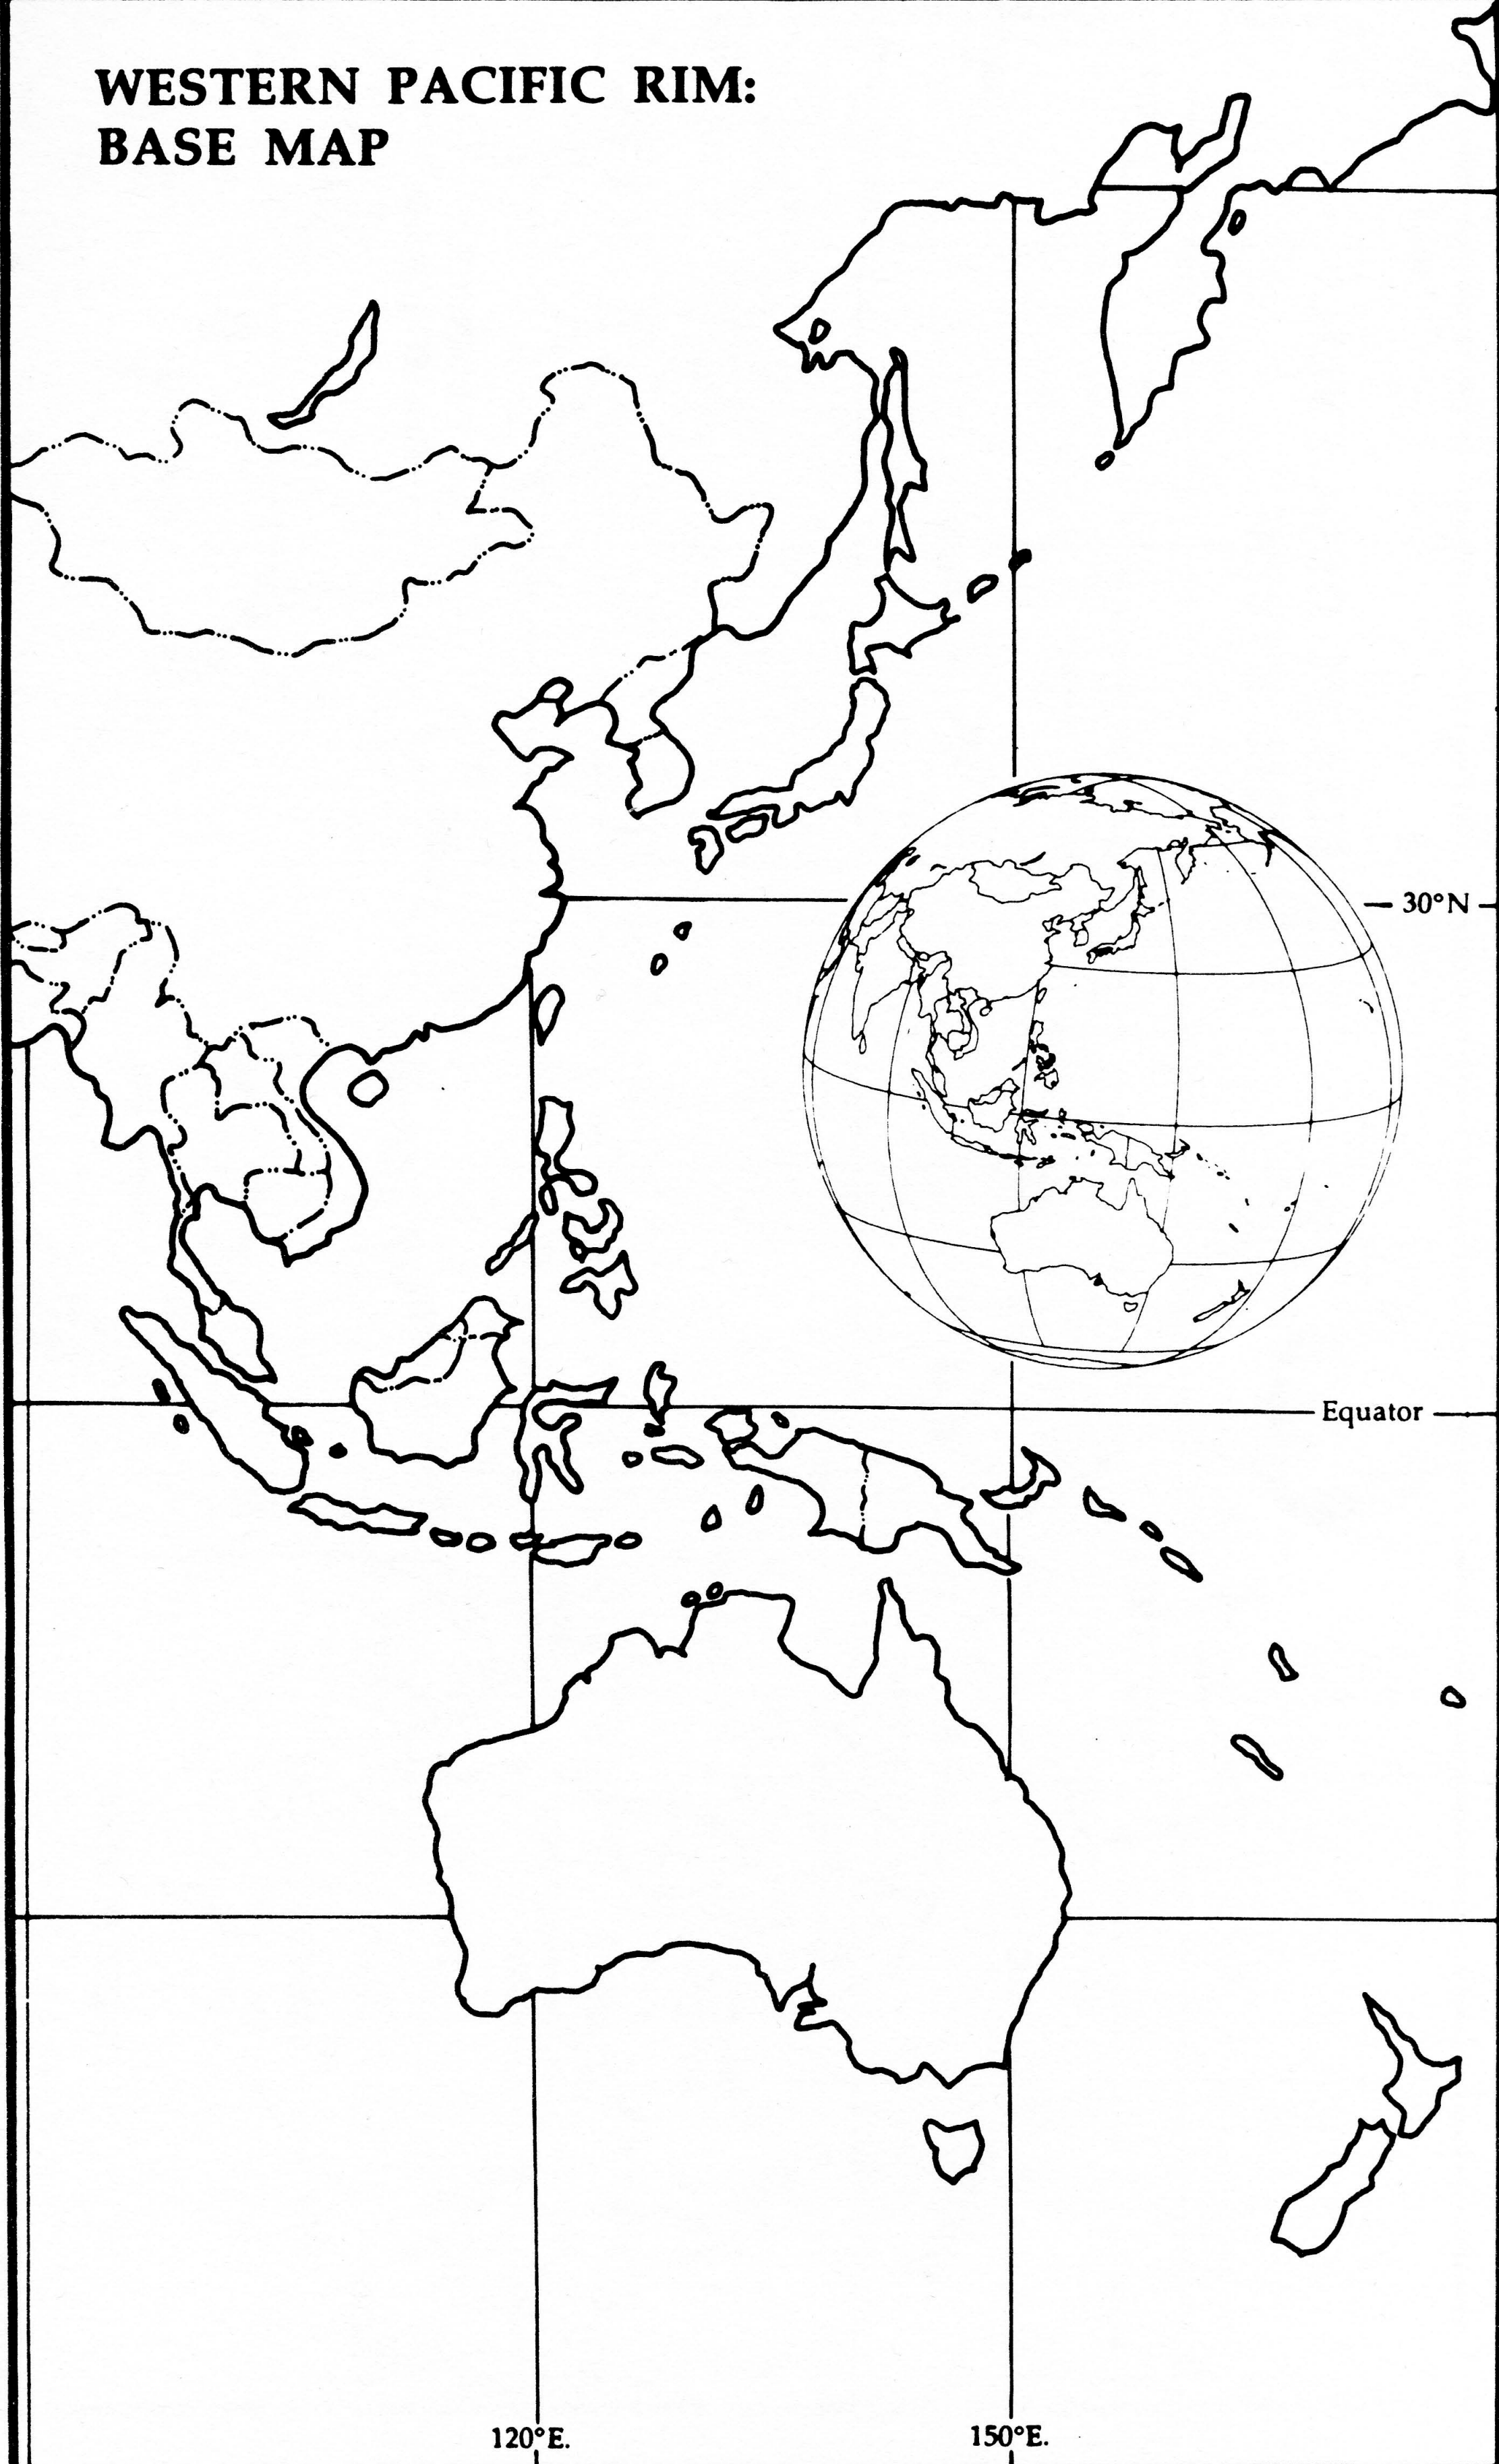 WESTERN PACIFIC RIM:
BASE MAP
30°N
Equator
120°E.
150°E.